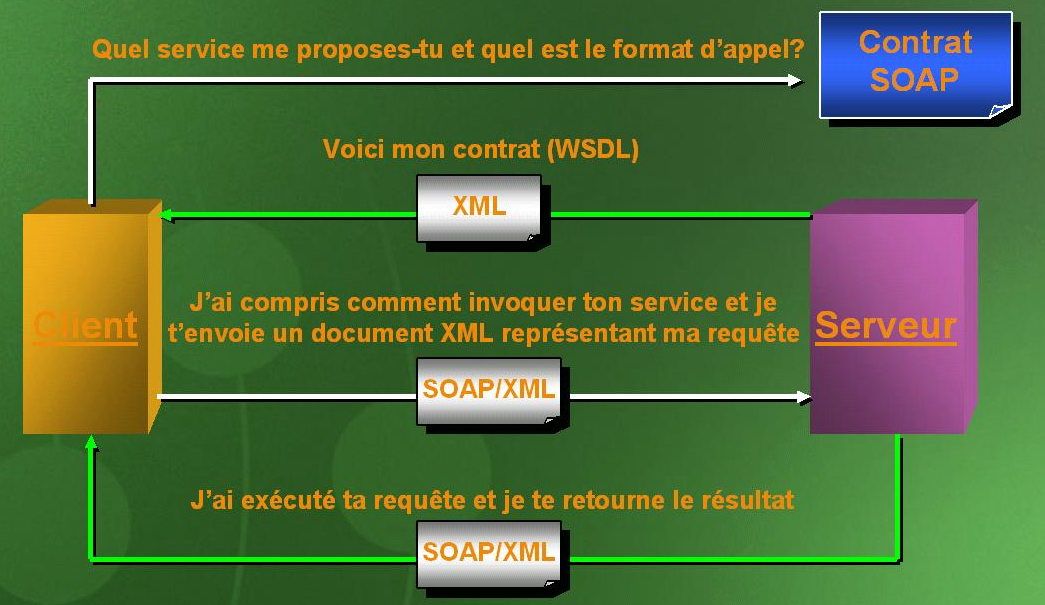 Quel service me proposes-tu et quel est le format d'appel?
Contrat
SOAP
Voici mon contrat (WSDL)
XML
Client
J'ai compris comment invoquer ton service et je
t'envoie un document XML représentant ma requête
Serveur
SOAP/XML
J'ai exécuté ta requête et je te retourne le résultat
SOAP/XML